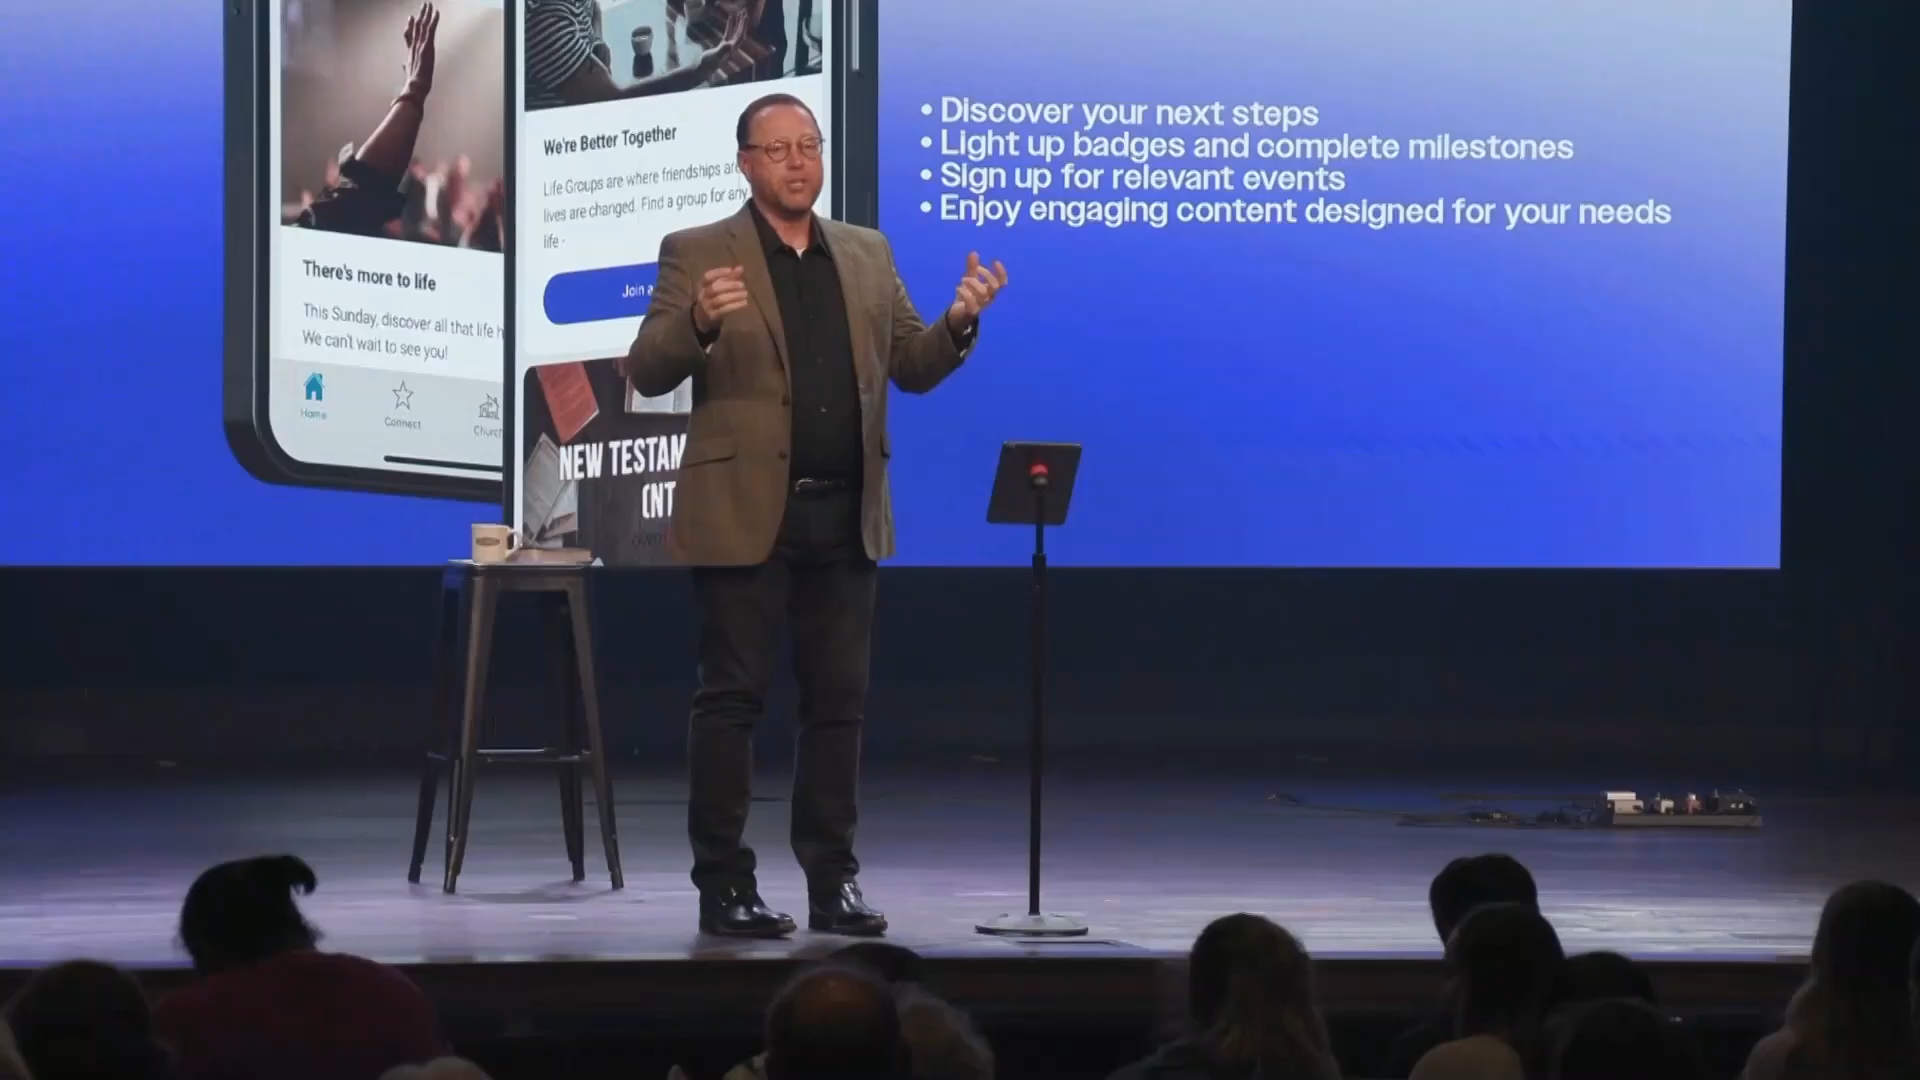 There's more to life
This Sunday, discover all that life
We can't wait to see you!
Home
Connect
Church
We're Better Together
Life Groups are where friendships are
lives are changed. Find a group for any
life -
Join a
NEW TESTAM
(NT
• Discover your next steps
• Light up badges and complete milestones
• Sign up for relevant events
• Enjoy engaging content designed for your needs